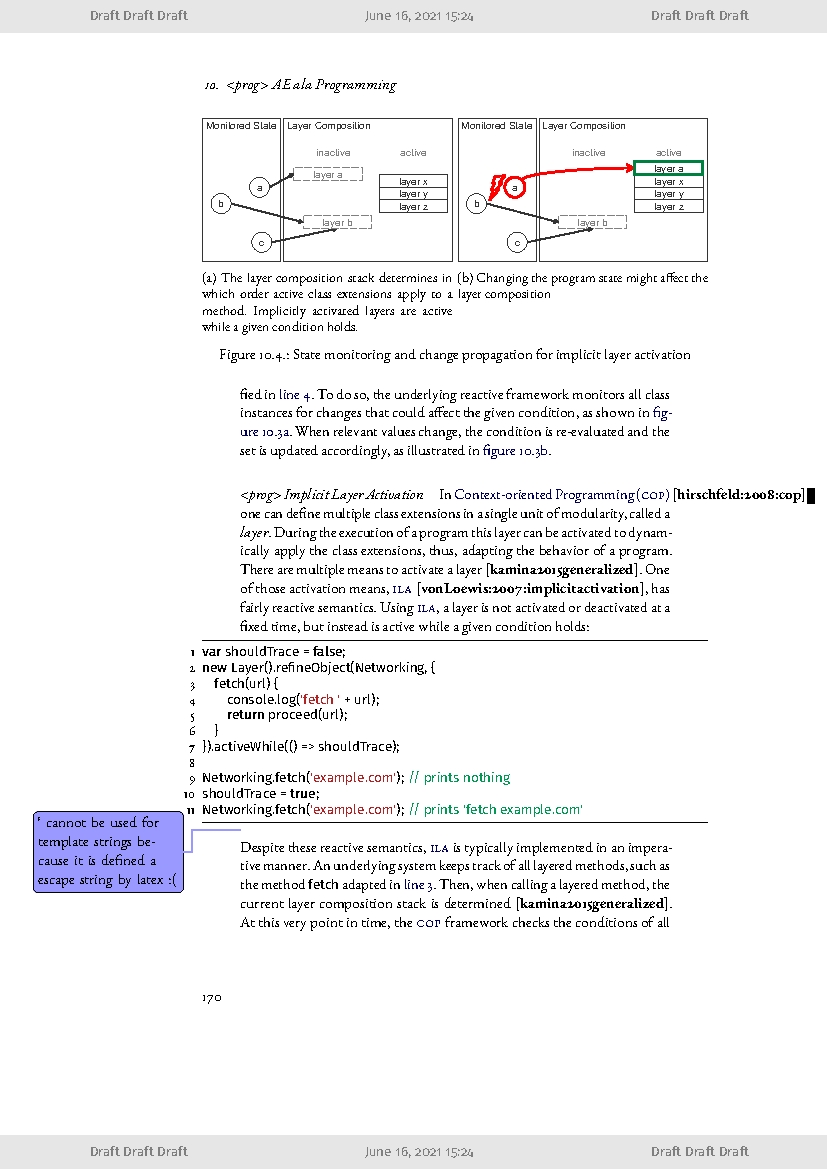 Draft Draft Draft June 16, 2021 15:24 Draft Draft Draft
10. <prog> AE ala Programming
Monitored State Layer Composition
inactive active
layer a
layer x
a
layer y
b
layer z
layer b
c
Monitored State Layer Composition
inactive active
layer a
a
layer x
layer y
b
layer z
layer b
c
(a) The layer composition stack determines in
which order active class extensions apply to a
method. Implicitly activated layers are active
while a given condition holds.
(b) Changing the program state might affect the
layer composition
Figure 10.4.: State monitoring and change propagation for implicit layer activation
fied in line 4. To do so, the underlying reactive framework monitors all class
instances for changes that could affect the given condition, as shown in fig-
ure 10.3a. When relevant values change, the condition is re-evaluated and the
set is updated accordingly, as illustrated in figure 10.3b.
<prog> Implicit Layer Activation In Context-oriented Programming (COP) [hirschfeld:2008:cop]
one can define multiple class extensions in a single unit of modularity, called a
layer. During the execution of a program this layer can be activated to dynam-
ically apply the class extensions, thus, adapting the behavior of a program.
There are multiple means to activate a layer [kamina2015generalized]. One
of those activation means, ILA [vonLoewis:2007:implicitactivation], has
fairly reactive semantics. Using ILA, a layer is not activated or deactivated at a
fixed time, but instead is active while a given condition holds:
1 var shouldTrace = false;
2 new Layer().refineObject(Networking, {
3 fetch(url) {
4 console.log('fetch ' + url);
5 return proceed(url);
6 }
7 }).activeWhile(() => shouldTrace);
8
9 Networking.fetch('example.com'); // prints nothing
10 shouldTrace = true;
11 Networking.fetch('example.com'); // prints 'fetch example.com'
' cannot be used for
template strings be-
cause it is defined a
escape string by latex :(
Despite these reactive semantics, ILA is typically implemented in an impera-
tive manner. An underlying system keeps track of all layered methods, such as
the method fetch adapted in line 3. Then, when calling a layered method, the
current layer composition stack is determined [kamina2015generalized].
At this very point in time, the COP framework checks the conditions of all
170
Draft Draft Draft June 16, 2021 15:24 Draft Draft Draft